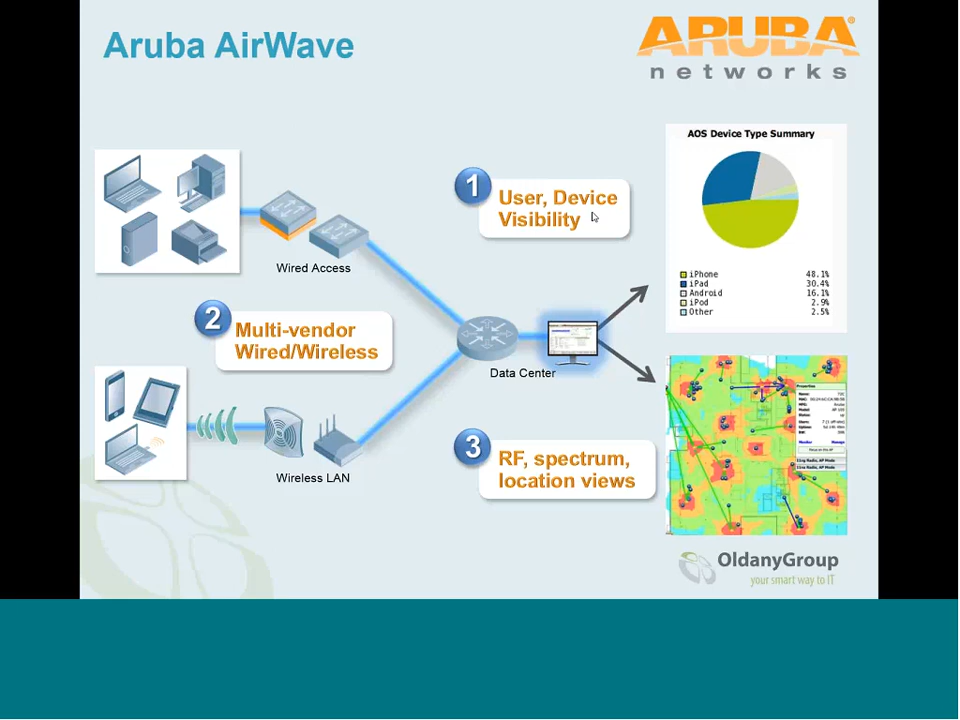 Aruba AirWave
ARUBA®
networks
AOS Device Type Summary
iPhone 48.1%
iPad 30.4%
Android 16.1%
iPod 2.9%
Other 2.5%
1
User, Device
Visibility
Wired Access
2
Multi-vendor
Wired/Wireless
Data Center
Wireless LAN
3
RF, spectrum,
location views
Properties
OldanyGroup
your smart way to IT